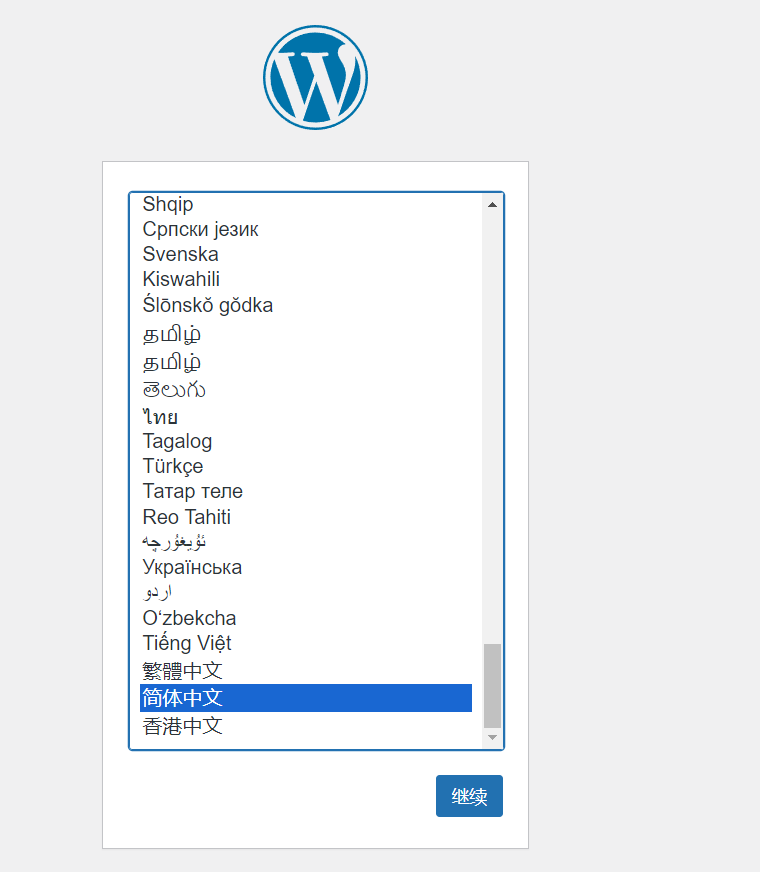 Shqip
Српски језик
Svenska
Kiswahili
Ślōnskŏ gŏdka
தமிழ்
தமிழ்
తెలుగు
ไทย
Tagalog
Türkçe
Татар теле
Reo Tahiti
ئۇيغۇرچە
Українська
اردو
O‘zbekcha
Tiếng Việt
繁體中文
简体中文
香港中文
继续